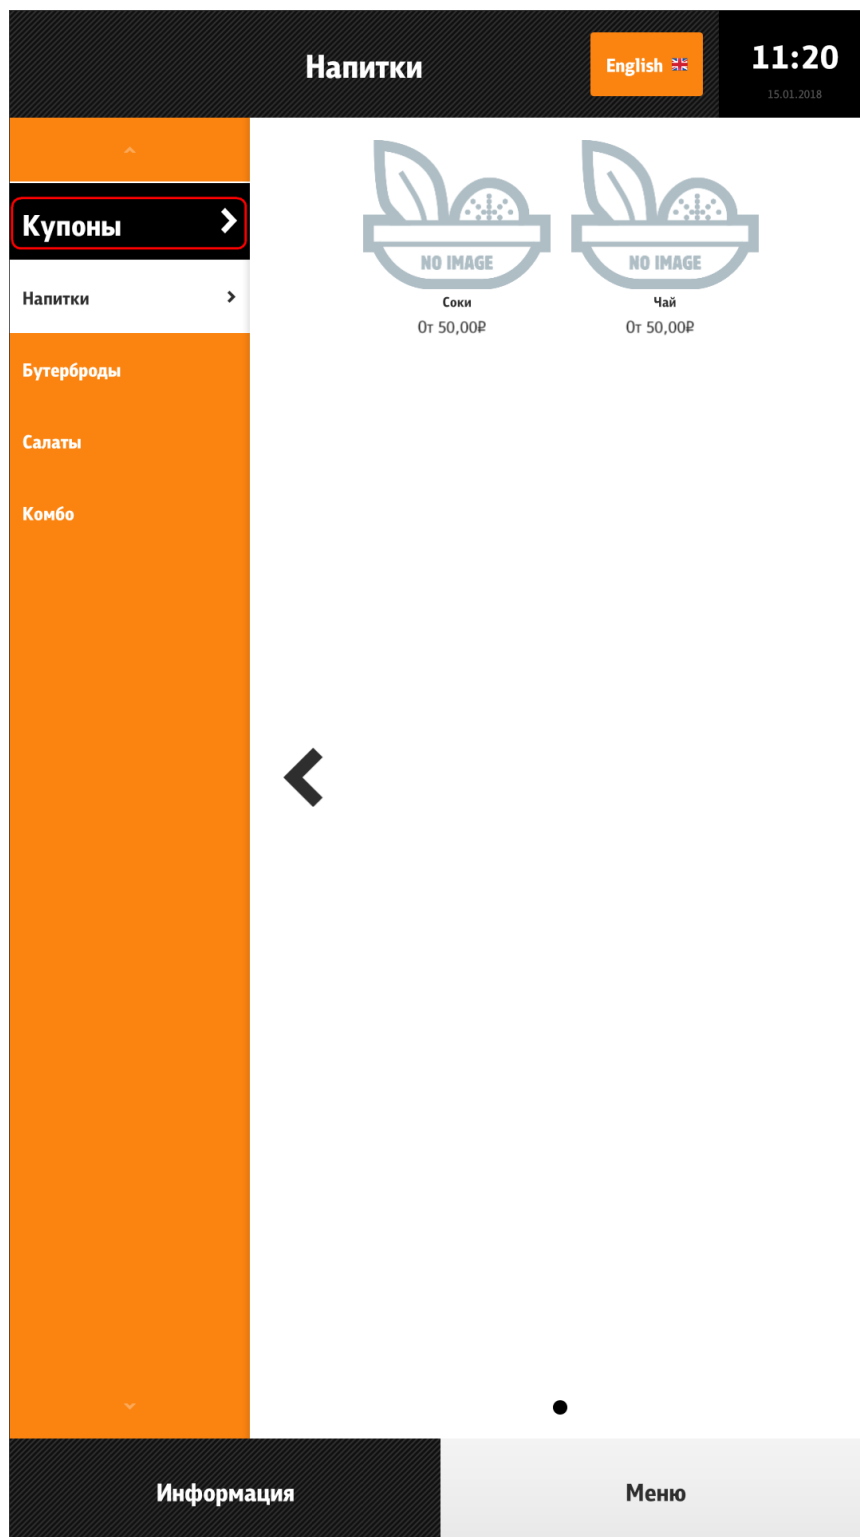 Напитки
English
11:20
15.01.2018
Купоны
Напитки
Бутерброды
Салаты
Комбо
NO IMAGE
NO IMAGE
Соки
Чай
От 50,00₽
От 50,00₽
Информация
Меню